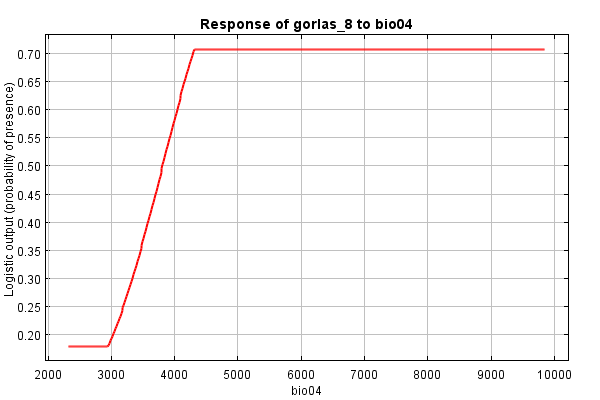 Response of gorlas_8 to bio04
Logistic output (probability of presence)
0.70
0.65
0.60
0.55
0.50
0.45
0.40
0.35
0.30
0.25
0.20
2000 3000 4000 5000 6000 7000 8000 9000 10000
bio04